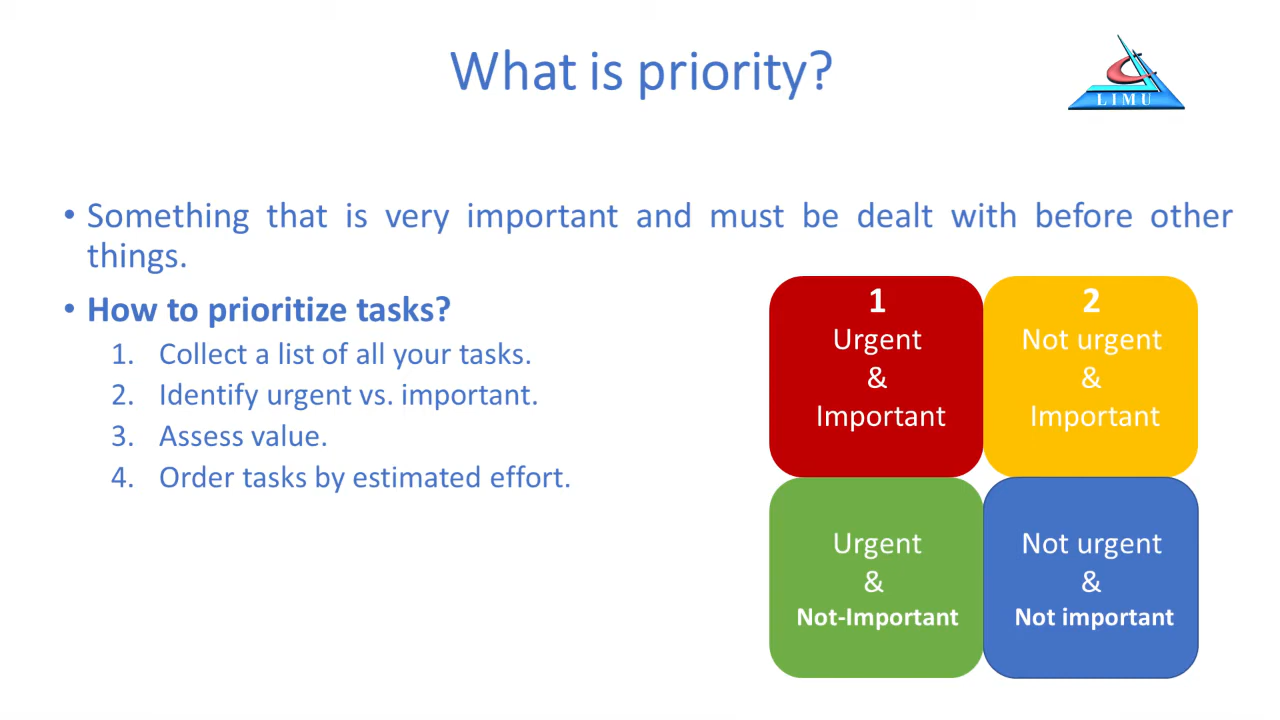 What is priority?
LIMU
• Something that is very important and must be dealt with before other
things.
• How to prioritize tasks?
1. Collect a list of all your tasks.
2. Identify urgent vs. important.
3. Assess value.
4. Order tasks by estimated effort.
1
Urgent
&
Important
2
Not urgent
&
Important
Urgent
&
Not-Important
Not urgent
&
Not important